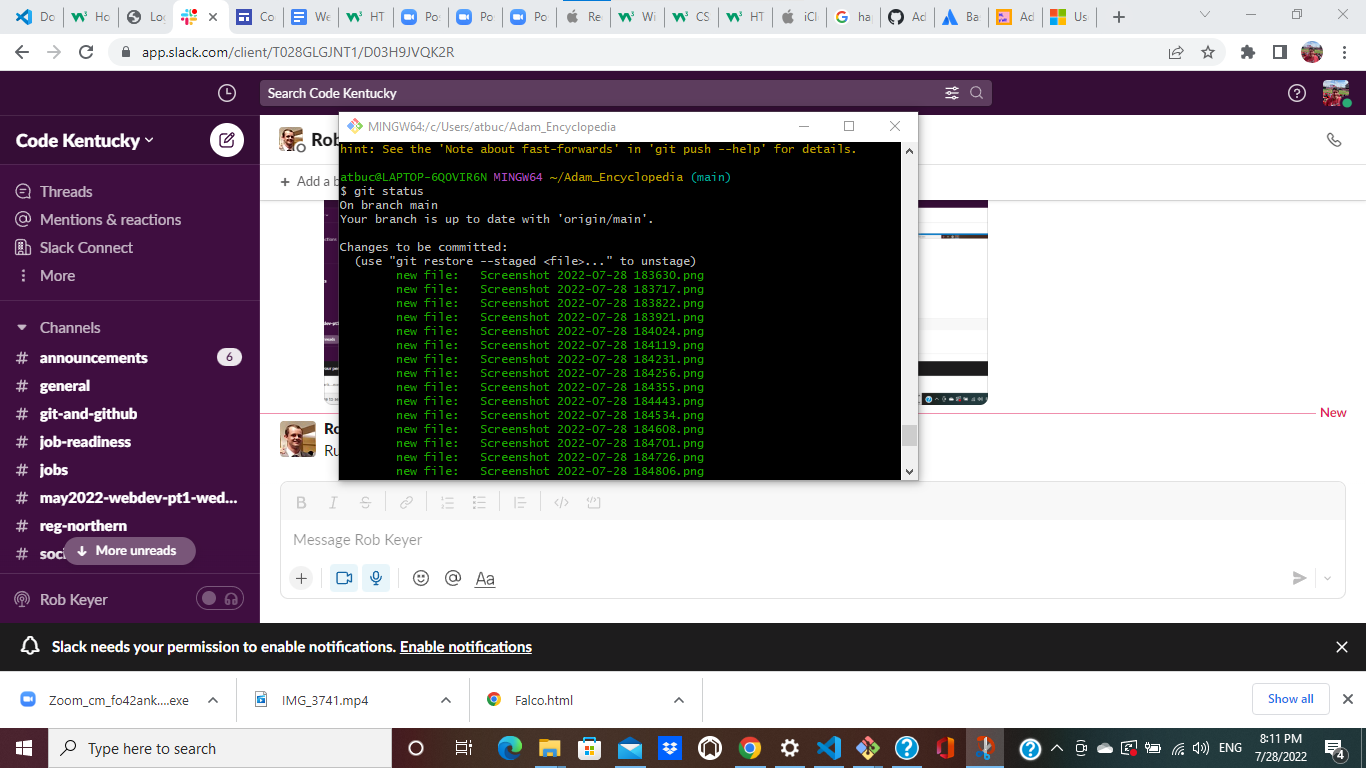 Do
Ho
Loc
Co
We
HT
Po
Po
Po
Re
Wi
CS
HT
iCl
hap
Ad
Ba
Ad
Us
app.slack.com/client/T028GLGJNT1/D03H9JVQK2R
Search Code Kentucky
Code Kentucky
Rob
MINGW64:/c/Users/atbuc/Adam_Encyclopedia
+ Add a b
hint: See the 'Note about fast-forwards' in 'git push --help' for details.
atbuc@LAPTOP-6QOVIR6N MINGW64 ~/Adam_Encyclopedia (main)
$ git status
On branch main
Your branch is up to date with 'origin/main'.
Changes to be committed:
(use "git restore --staged <file>..." to unstage)
new file: Screenshot 2022-07-28 183630.png
new file: Screenshot 2022-07-28 183717.png
new file: Screenshot 2022-07-28 183822.png
new file: Screenshot 2022-07-28 183921.png
new file: Screenshot 2022-07-28 184024.png
new file: Screenshot 2022-07-28 184119.png
new file: Screenshot 2022-07-28 184231.png
new file: Screenshot 2022-07-28 184256.png
new file: Screenshot 2022-07-28 184355.png
new file: Screenshot 2022-07-28 184443.png
new file: Screenshot 2022-07-28 184534.png
new file: Screenshot 2022-07-28 184608.png
new file: Screenshot 2022-07-28 184701.png
new file: Screenshot 2022-07-28 184726.png
new file: Screenshot 2022-07-28 184806.png
Threads
Mentions & reactions
Slack Connect
More
Channels
# announcements 6
# general
# git-and-github
# job-readiness
# jobs
# may2022-webdev-pt1-wed...
# reg-northern
# soci
More unreads
Rob Keyer
New
Ro
Ru
B I S
Message Rob Keyer
Aa
Slack needs your permission to enable notifications. Enable notifications
Zoom_cm_fo42ank....exe
IMG_3741.mp4
Falco.html
Show all
Type here to search
ENG
8:11 PM
7/28/2022
4